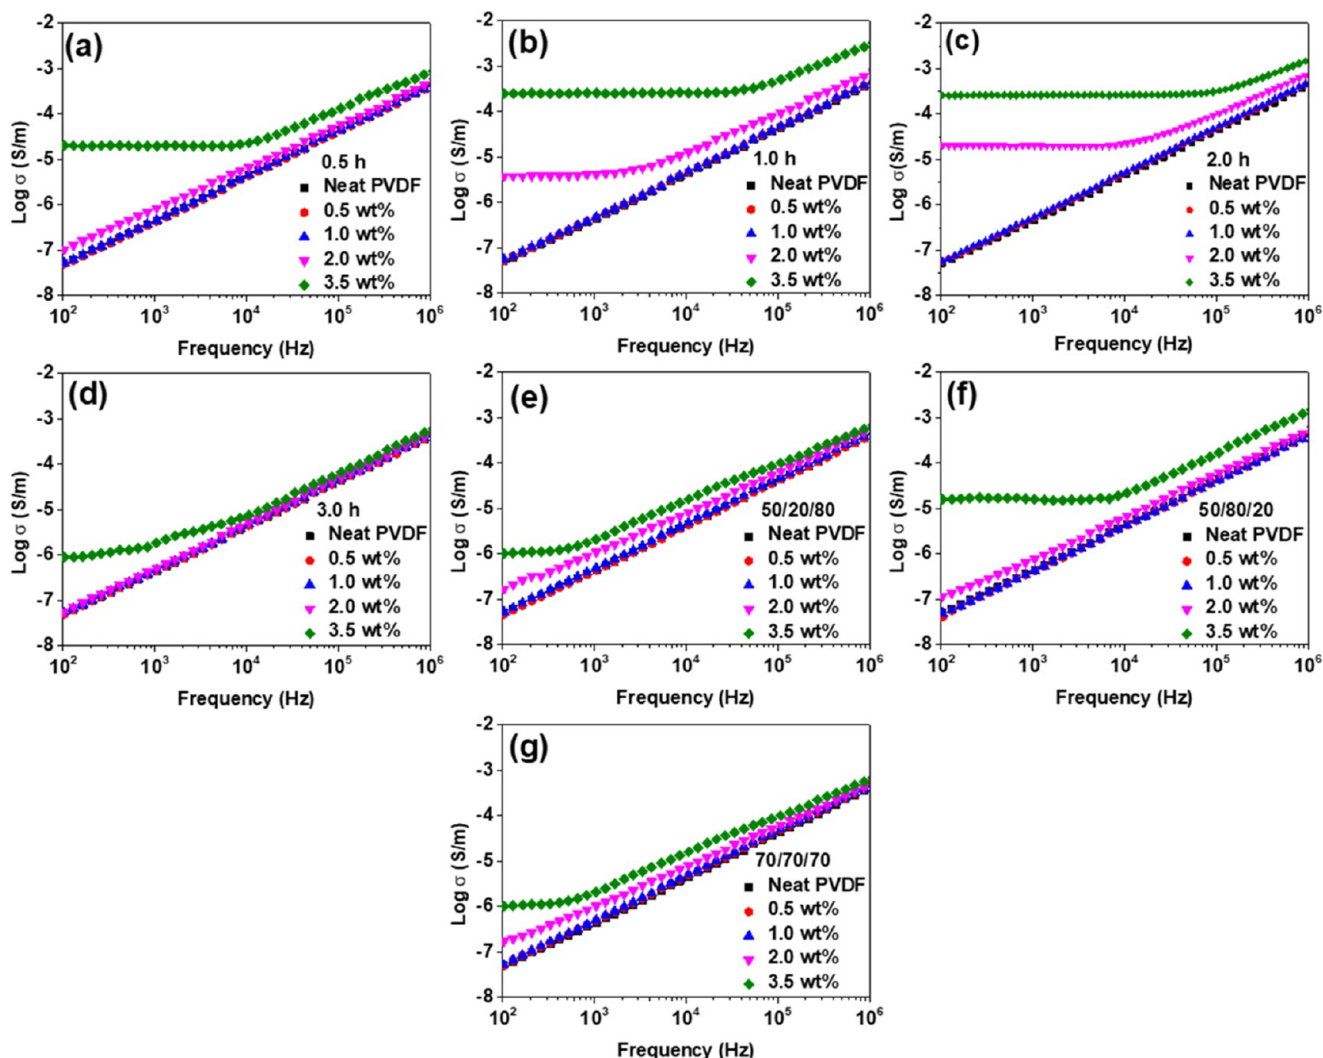 (a)
-2
-3
-4
-5
-6
-7
-8
Log σ (S/m)
0.5 h
Neat PVDF
0.5 wt%
1.0 wt%
2.0 wt%
3.5 wt%
10² 10³ 10⁴ 10⁵ 10⁶
Frequency (Hz)
(b)
-2
-3
-4
-5
-6
-7
-8
Log σ (S/m)
1.0 h
Neat PVDF
0.5 wt%
1.0 wt%
2.0 wt%
3.5 wt%
10² 10³ 10⁴ 10⁵ 10⁶
Frequency (Hz)
(c)
-2
-3
-4
-5
-6
-7
-8
Log σ(S/m)
2.0 h
Neat PVDF
0.5 wt%
1.0 wt%
2.0 wt%
3.5 wt%
10² 10³ 10⁴ 10⁵ 10⁶
Frequency (Hz)
(d)
-2
-3
-4
-5
-6
-7
-8
Log σ (S/m)
3.0 h
Neat PVDF
0.5 wt%
1.0 wt%
2.0 wt%
3.5 wt%
10² 10³ 10⁴ 10⁵ 10⁶
Frequency (Hz)
(e)
-2
-3
-4
-5
-6
-7
-8
Log σ (S/m)
50/20/80
Neat PVDF
0.5 wt%
1.0 wt%
2.0 wt%
3.5 wt%
10² 10³ 10⁴ 10⁵ 10⁶
Frequency (Hz)
(f)
-2
-3
-4
-5
-6
-7
-8
Log σ (S/m)
50/80/20
Neat PVDF
0.5 wt%
1.0 wt%
2.0 wt%
3.5 wt%
10² 10³ 10⁴ 10⁵ 10⁶
Frequency (Hz)
(g)
-2
-3
-4
-5
-6
-7
-8
Log σ (S/m)
70/70/70
Neat PVDF
0.5 wt%
1.0 wt%
2.0 wt%
3.5 wt%
10² 10³ 10⁴ 10⁵ 10⁶
Frequency (Hz)